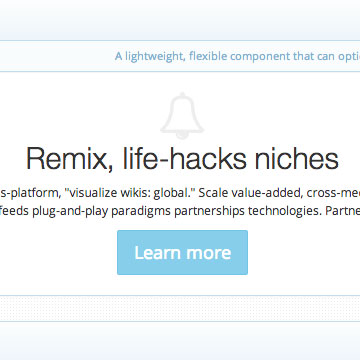 A lightweight, flexible component that can opti
Remix, life-hacks niches
s-platform, "visualize wikis: global." Scale value-added, cross-me
feeds plug-and-play paradigms partnerships technologies. Partne
Learn more